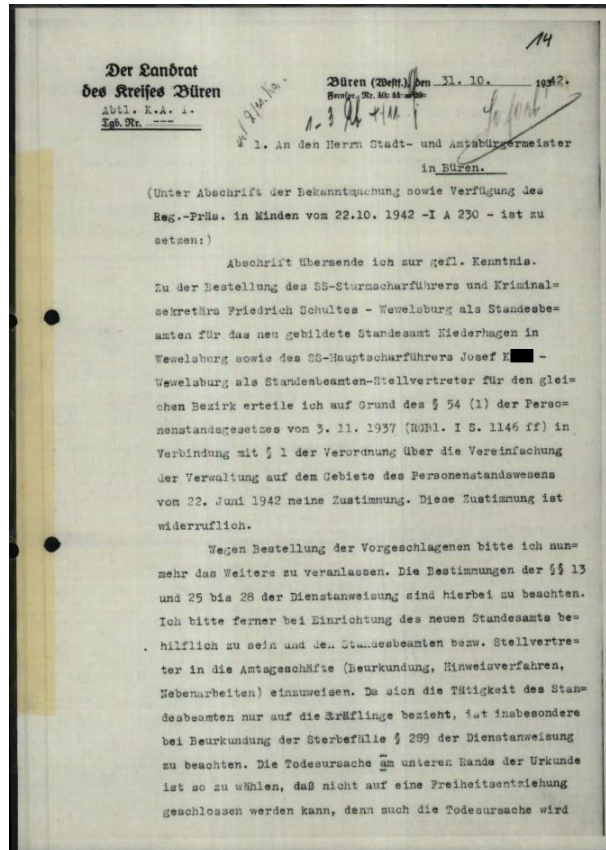 14
Der Landrat
des Kreises Büren
Abtl. K.A. I.
Tgb. Nr. ---
Büren (Westf.), den 31. 10. 1942.
Fernspr. Nr.
Sofort
1. An den Herrn Stadt- und Amtsbürgermeister
in Büren.
(Unter Abschrift der Bekanntmachung sowie Verfügung des
Reg.-Präs. in Minden vom 22.10. 1942 -I A 230 - ist zu
setzen:)
Abschrift übersende ich zur gefl. Kenntnis.
Zu der Bestellung des SS-Sturmscharführers und Kriminal=
sekretärs Friedrich Schultes - Wewelsburg als Standesbe=
amten für das neu gebildete Standesamt Niederhagen in
Wewelsburg sowie des SS-Hauptscharführers Josef K -
Wewelsburg als Standesbeamten-Stellvertreter für den glei=
chen Bezirk erteile ich auf Grund des § 54 (1) der Perso=
nenstandsgesetzes vom 3. 11. 1937 (RGBl. I S. 1146 ff) in
Verbindung mit § 1 der Verordnung über die Vereinfachung
der Verwaltung auf dem Gebiete des Personenstandswesens
vom 22. Juni 1942 meine Zustimmung. Diese Zustimmung ist
widerruflich.
Wegen Bestellung der Vorgeschlagenen bitte ich nun=
mehr das Weitere zu veranlassen. Die Bestimmungen der §§ 13
und 25 bis 28 der Dienstanweisung sind hierbei zu beachten.
Ich bitte ferner bei Einrichtung des neuen Standesamts be=
hilflich zu sein und den Standesbeamten bezw. Stellvertre=
ter in die Amtsgeschäfte (Beurkundung, Hinweisverfahren,
Nebenarbeiten) einzuweisen. Da sich die Tätigkeit des Stan=
desbeamten nur auf die Sträflinge bezieht, ist insbesondere
bei Beurkundung der Sterbefälle § 299 der Dienstanweisung
zu beachten. Die Todesursache am unteren Rande der Urkunde
ist so zu wählen, daß nicht auf eine Freiheitsentziehung
geschlossen werden kann, denn auch die Todesursache wird